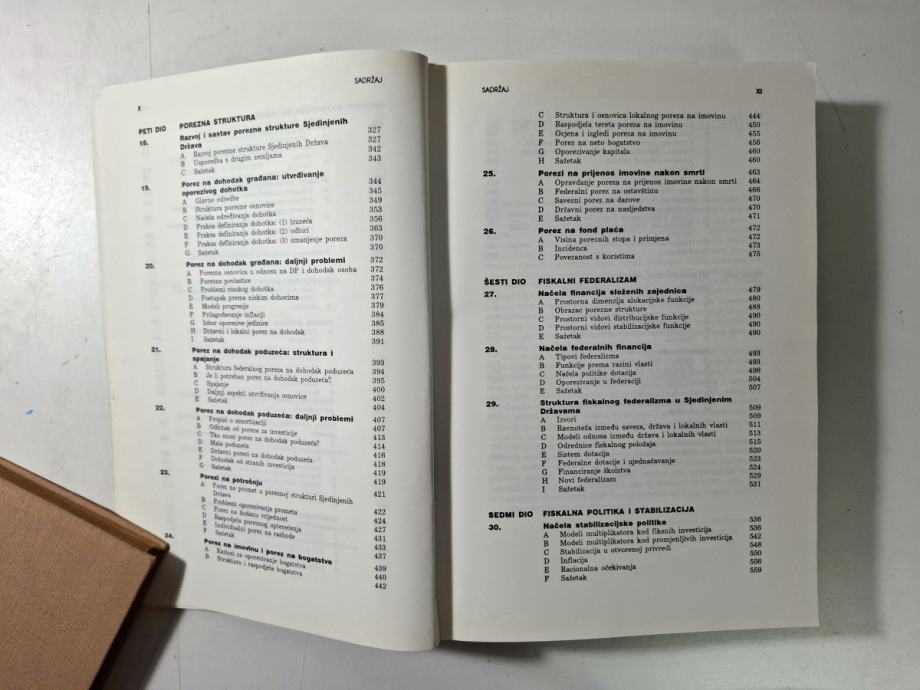 X
SADRŽAJ
PETI DIO POREZNA STRUKTURA
18. Razvoj i sastav porezne strukture Sjedinjenih
Država 327
A Razvoj porezne strukture Sjedinjenih Država 327
B Usporedba s drugim zemljama 342
C Sažetak 343
19. Porez na dohodak građana: utvrđivanje
oporezivog dohotka 344
A Glavne odredbe 345
B Struktura porezne osnovice 349
C Načela određivanja dohotka 353
D Praksa definiranja dohotka: (1) izuzeća 356
E Praksa definiranja dohotka: (2) odbici 363
F Praksa definiranja dohotka: (3) smanjenje poreza 370
G Sažetak 370
20. Porez na dohodak građana: daljnji problemi 372
A Porezna osnovica u odnosu na DP i dohodak osoba 372
B Porezne povlastice 374
C Problemi visokog dohotka 376
D Postupak prema niskim dohocima 377
E Modeli progresije 379
F Prilagođavanje inflaciji 384
G Izbor oporezive jedinice 385
H Državni i lokalni porez na dohodak 388
I Sažetak 391
21. Porez na dohodak poduzeća: struktura i
spajanje 393
A Struktura federalnog poreza na dohodak poduzeća 394
B Je li potreban porez na dohodak poduzeća? 395
C Spajanje 400
D Daljnji aspekti utvrđivanja osnovice 402
E Sažetak 404
22. Porez na dohodak poduzeća: daljnji problemi 407
A Propisi o amortizaciji 407
B Odbitak od poreza za investicije 413
C Tko snosi porez na dohodak poduzeća? 414
D Mala poduzeća 416
E Državni porezi na dohodak poduzeća 418
F Dohodak od stranih investicija 419
G Sažetak 419
23. Porezi na potrošnju 421
A Porez na promet u poreznoj strukturi Sjedinjenih
Država 422
B Problemi oporezivanja prometa 424
C Porez na dodanu vrijednost 427
D Raspodjela poreznog opterećenja 431
E Individualni porez na rashode 433
F Sažetak 437
24. Porez na imovinu i porez na bogatstvo 439
A Razlozi za oporezivanje bogatstva 440
B Struktura i raspodjela bogatstva 442
SADRŽAJ
XI
C Struktura i osnovica lokalnog poreza na imovinu 444
D Raspodjela tereta poreza na imovinu 450
E Ocjena i izgledi poreza na imovinu 455
F Porez na neto bogatstvo 456
G Oporezivanje kapitala 460
H Sažetak 460
25. Porezi na prijenos imovine nakon smrti 463
A Opravdanje poreza na prijenos imovine nakon smrti 464
B Federalni porez na ostavštinu 466
C Savezni porez na darove 470
D Državni porez na nasljedstva 470
E Sažetak 471
26. Porez na fond plaća 472
A Visina poreznih stopa i primjena 472
B Incidenca 473
C Povezanost s koristima 475
ŠESTI DIO FISKALNI FEDERALIZAM
27. Načela financija složenih zajednica 479
A Prostorna dimenzija alokacijske funkcije 480
B Obrazac porezne strukture 488
C Prostorni vidovi distribucijske funkcije 490
D Prostorni vidovi stabilizacijske funkcije 490
E Sažetak 490
28. Načela federalnih financija
A Tipovi federalizma 493
B Funkcije prema razini vlasti 493
C Načela politike dotacija 496
D Oporezivanje u federaciji 504
E Sažetak 507
29. Struktura fiskalnog federalizma u Sjedinjenim
Državama 509
A Izvori 509
B Ravnoteža između saveza, država i lokalnih vlasti 511
C Modeli odnosa između država i lokalnih vlasti 513
D Odrednice fiskalnog položaja 515
E Sistem dotacija 520
F Federalne dotacije i ujednačavanje 523
G Financiranje školstva 524
H Novi federalizam 529
I Sažetak 531
SEDMI DIO FISKALNA POLITIKA I STABILIZACIJA
30. Načela stabilizacijske politike 536
A Modeli multiplikatora kod fiksnih investicija 536
B Modeli multiplikatora kod promjenljivih investicija 542
C Stabilizacija u otvorenoj privredi 548
D Inflacija 550
E Racionalna očekivanja 556
F Sažetak 559